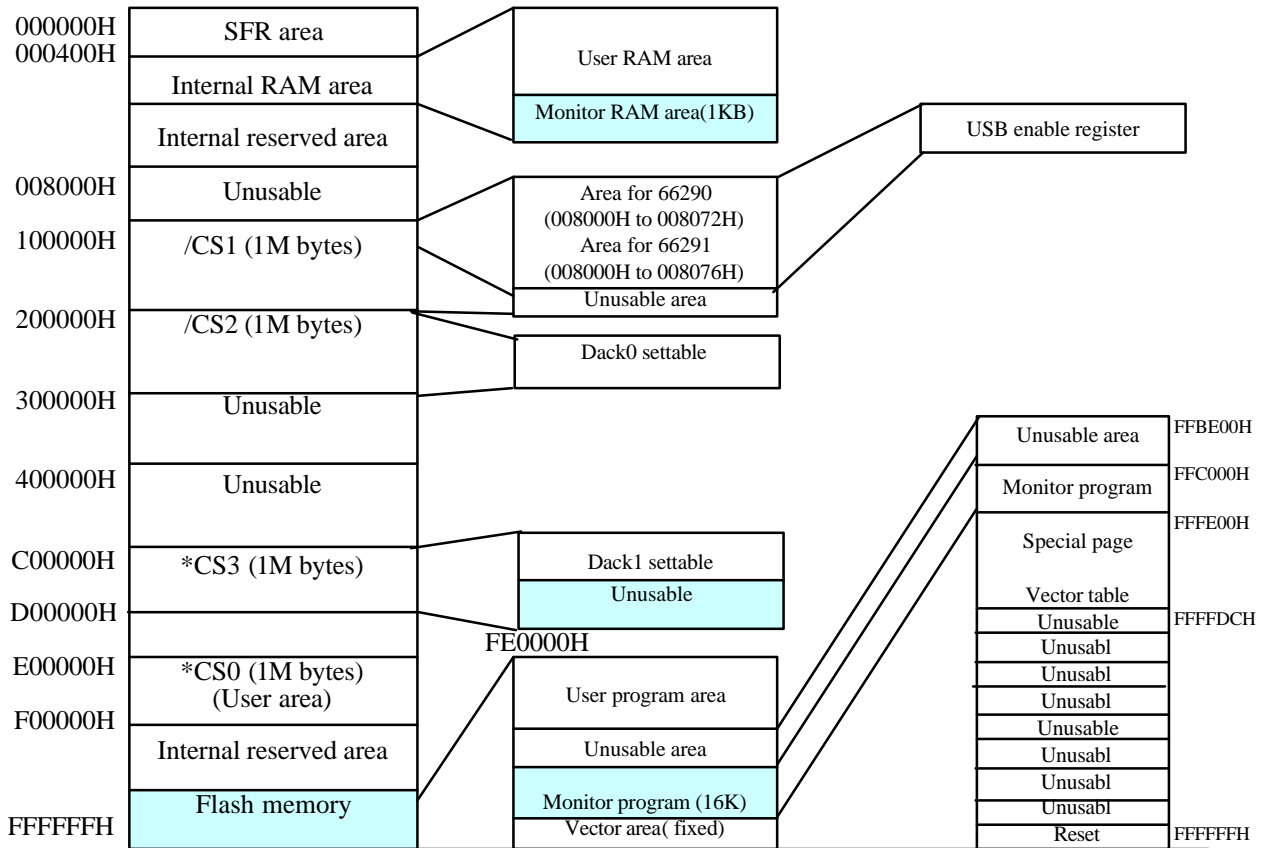 000000H
000400H
008000H
100000H
200000H
300000H
400000H
C00000H
D00000H
E00000H
F00000H
FFFFFFH
SFR area
Internal RAM area
Internal reserved area
Unusable
/CS1 (1M bytes)
/CS2 (1M bytes)
Unusable
Unusable
*CS3 (1M bytes)
*CS0 (1M bytes)
(User area)
Internal reserved area
Flash memory
User RAM area
Monitor RAM area(1KB)
Area for 66290
(008000H to 008072H)
Area for 66291
(008000H to 008076H)
Unusable area
Dack0 settable
Dack1 settable
Unusable
FE0000H
User program area
Unusable area
Monitor program (16K)
Vector area( fixed)
USB enable register
Unusable area
Monitor program
Special page
Vector table
Unusable
Unusabl
Unusabl
Unusabl
Unusable
Unusabl
Unusabl
Unusabl
Reset
FFBE00H
FFC000H
FFFE00H
FFFFDCH
FFFFFFH